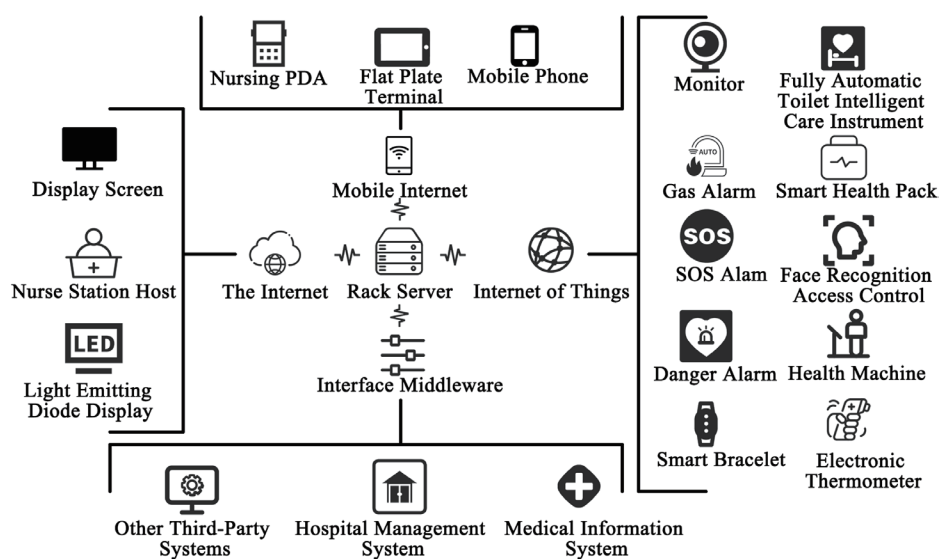 Nursing PDA
Flat Plate
Terminal
Mobile Phone
Mobile Internet
Display Screen
Nurse Station Host
LED
Light Emitting
Diode Display
The Internet
Rack Server
Internet of Things
Interface Middleware
Monitor
Fully Automatic
Toilet Intelligent
Care Instrument
AUTO
Gas Alarm
Smart Health Pack
SOS
SOS Alam
Face Recognition
Access Control
Danger Alarm
Health Machine
Smart Bracelet
Electronic
Thermometer
Other Third-Party
Systems
Hospital Management
System
Medical Information
System